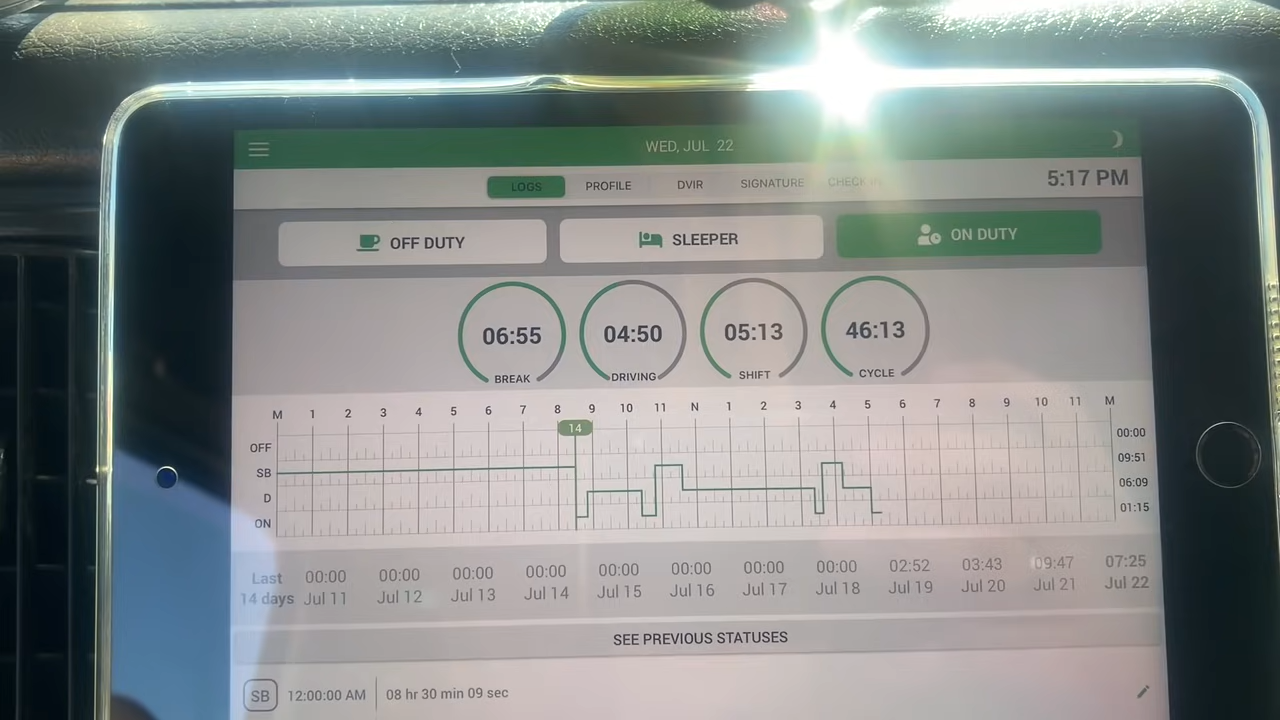 WED, JUL 22
LOGS PROFILE DVIR SIGNATURE CHECK IN 5:17 PM
OFF DUTY SLEEPER ON DUTY
06:55 04:50 05:13 46:13
BREAK DRIVING SHIFT CYCLE
M 1 2 3 4 5 6 7 8 9 10 11 N 1 2 3 4 5 6 7 8 9 10 11 M
14
OFF 00:00
SB 09:51
D 06:09
ON 01:15
Last 00:00 00:00 00:00 00:00 00:00 00:00 00:00 00:00 02:52 03:43 09:47 07:25
14 days Jul 11 Jul 12 Jul 13 Jul 14 Jul 15 Jul 16 Jul 17 Jul 18 Jul 19 Jul 20 Jul 21 Jul 22
SEE PREVIOUS STATUSES
SB 12:00:00 AM 08 hr 30 min 09 sec